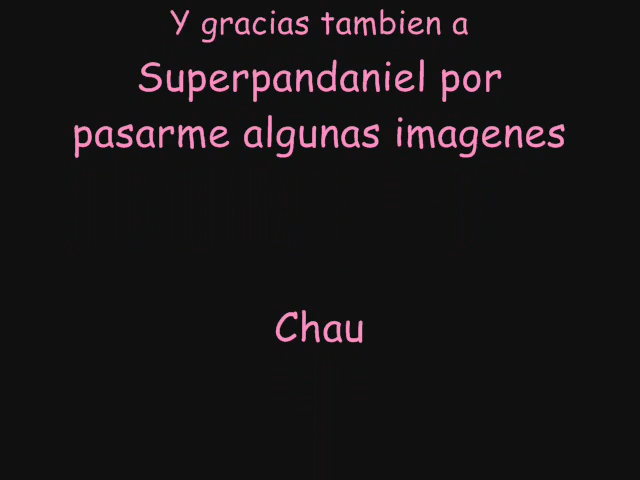 Y gracias tambien a
Superpandaniel por
pasarme algunas imagenes
Chau